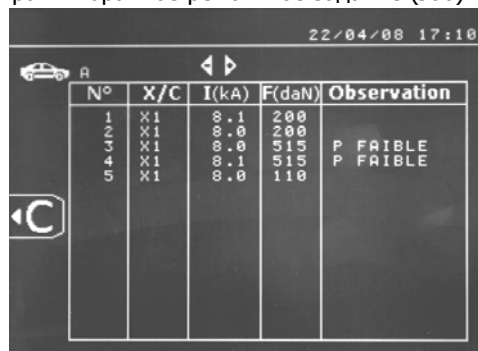 22/04/08 17:10
A
N° X/C I(kA) F(daN) Observation
1 X1 8.1 200
2 X1 8.0 200
3 X1 8.0 515 P FAIBLE
4 X1 8.1 515 P FAIBLE
5 X1 8.0 110
C